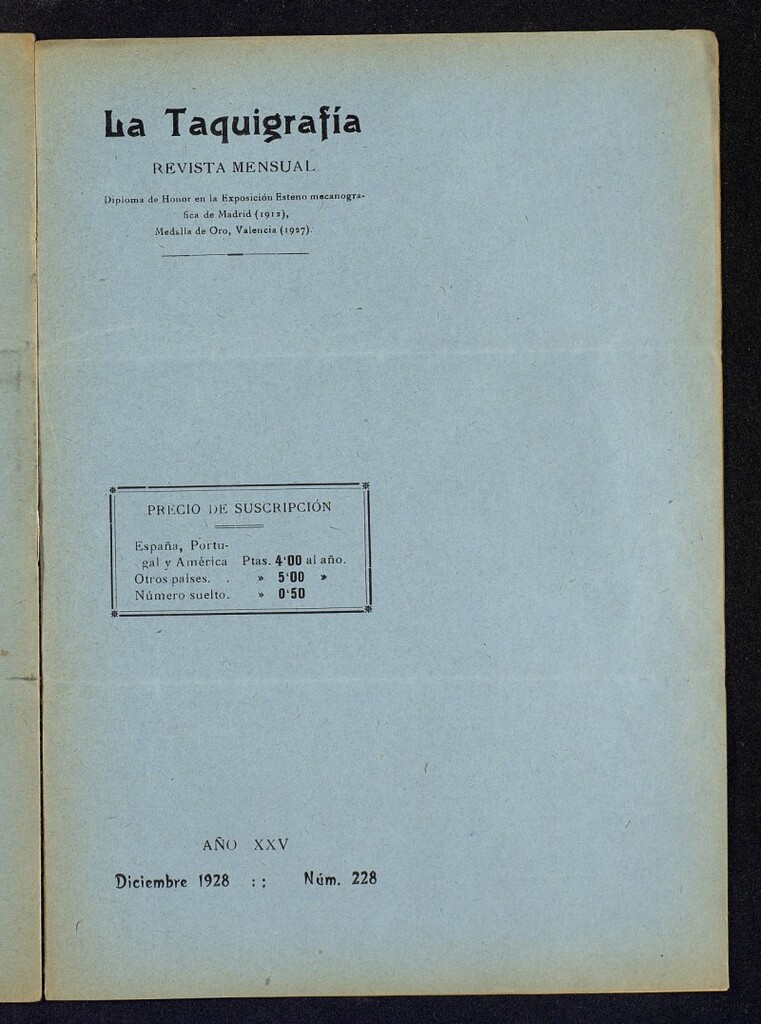 La Taquigrafía
REVISTA MENSUAL
Diploma de Honor en la Exposición Esteno mecanogra-
fica de Madrid (1912),
Medalla de Oro, Valencia (1927).
PRECIO DE SUSCRIPCIÓN
España, Portu-
gal y América Ptas. 4'00 al año.
Otros países. . » 5'00 »
Número suelto. » 0'50
AÑO XXV
Diciembre 1928 :: Núm. 228